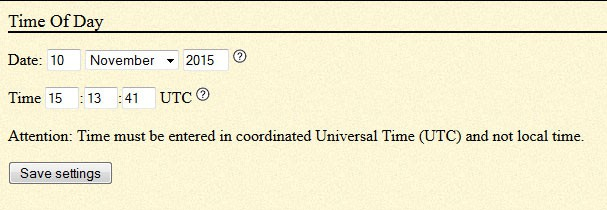 Time Of Day
Date: 10 November 2015 ?
Time 15 : 13 : 41 UTC ?
Attention: Time must be entered in coordinated Universal Time (UTC) and not local time.
Save settings